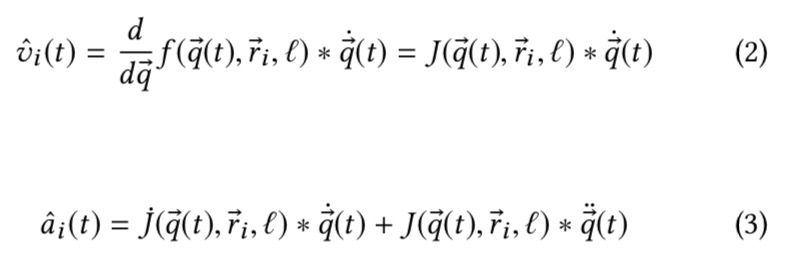 v̂ᵢ(t) = d/dq⃗ f(q⃗(t), r⃗ᵢ, ℓ) ∗ q⃗̇(t) = J(q⃗(t), r⃗ᵢ, ℓ) ∗ q⃗̇(t) (2)
âᵢ(t) = J̇(q⃗(t), r⃗ᵢ, ℓ) ∗ q⃗̇(t) + J(q⃗(t), r⃗ᵢ, ℓ) ∗ q⃗̈(t) (3)